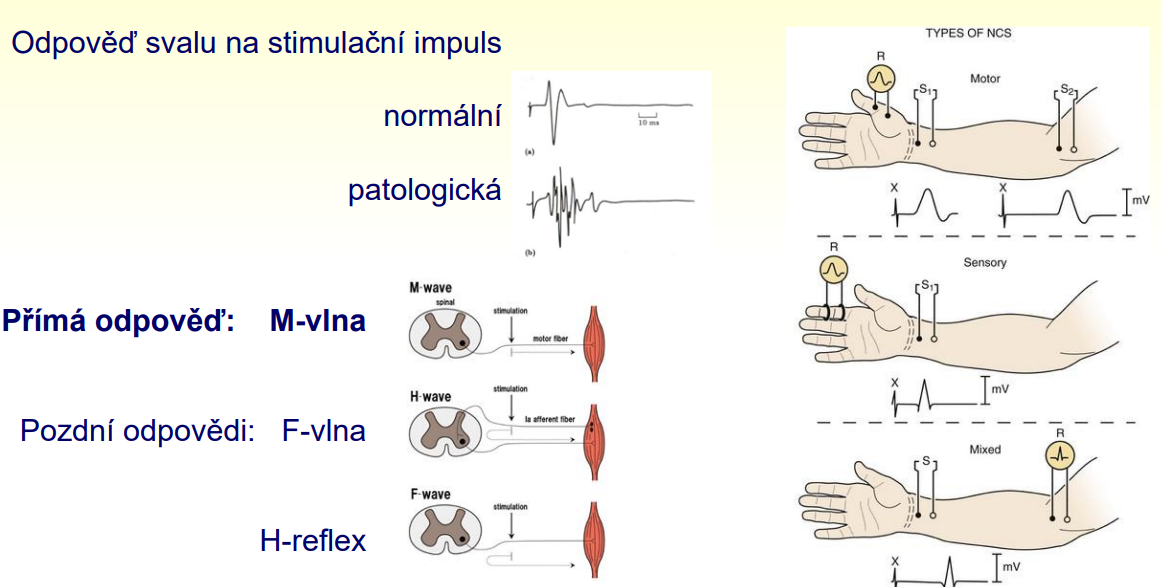 Odpověď svalu na stimulační impuls
normální
10 ms
(a)
patologická
(b)
Přímá odpověď: M-vlna
M-wave
spinal
stimulation
motor fiber
Pozdní odpovědi: F-vlna
H-wave
stimulation
Ia afferent fiber
H-reflex
F-wave
stimulation
TYPES OF NCS
R
Motor
S1
S2
X
X
mV
R
Sensory
S1
X
mV
R
Mixed
S
X
mV